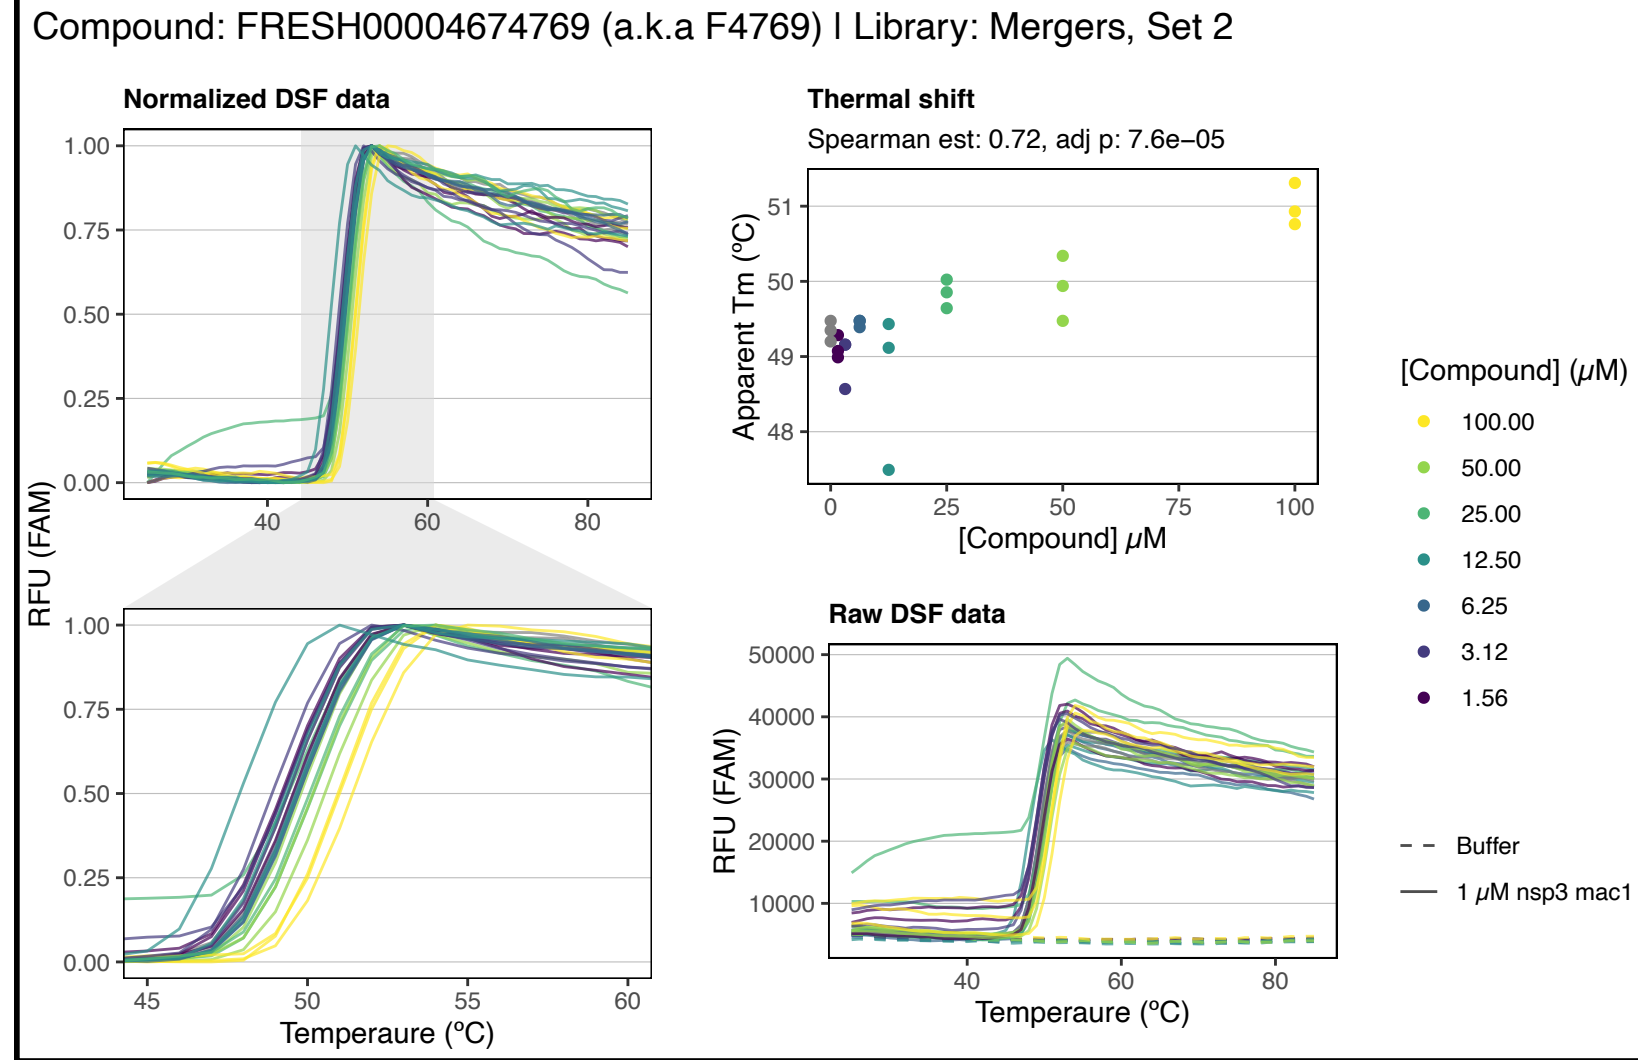 Compound: FRESH00004674769 (a.k.a F4769) | Library: Mergers, Set 2
Normalized DSF data
1.00
0.75
0.50
0.25
0.00
40
60
80
RFU (FAM)
1.00
0.75
0.50
0.25
0.00
45
50
55
60
Temperaure (ºC)
Thermal shift
Spearman est: 0.72, adj p: 7.6e−05
Apparent Tm (ºC)
51
50
49
48
0
25
50
75
100
[Compound] µM
Raw DSF data
RFU (FAM)
50000
40000
30000
20000
10000
40
60
80
Temperaure (ºC)
[Compound] (µM)
100.00
50.00
25.00
12.50
6.25
3.12
1.56
Buffer
1 µM nsp3 mac1